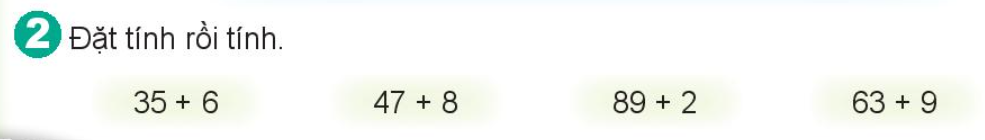 2 Đặt tính rồi tính.
35 + 6 47 + 8 89 + 2 63 + 9